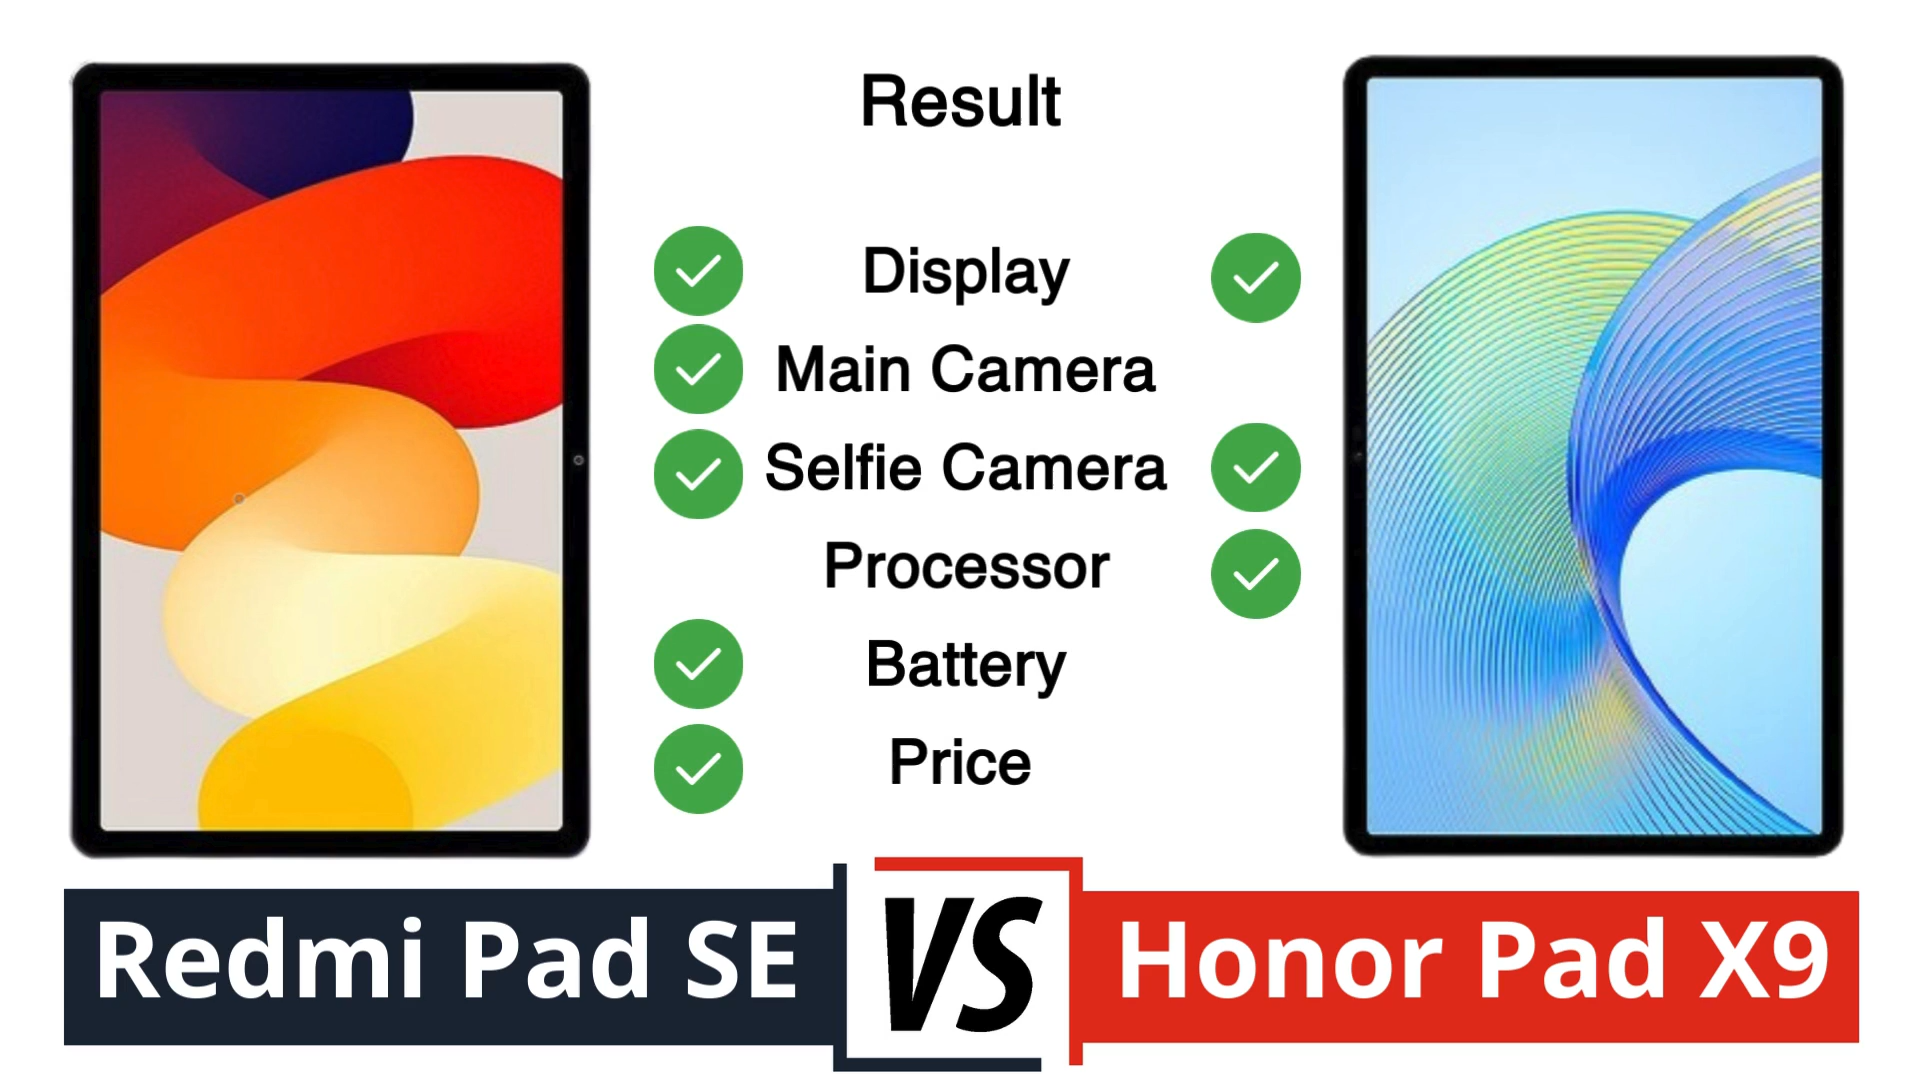 Result
Display
Main Camera
Selfie Camera
Processor
Battery
Price
Redmi Pad SE VS Honor Pad X9